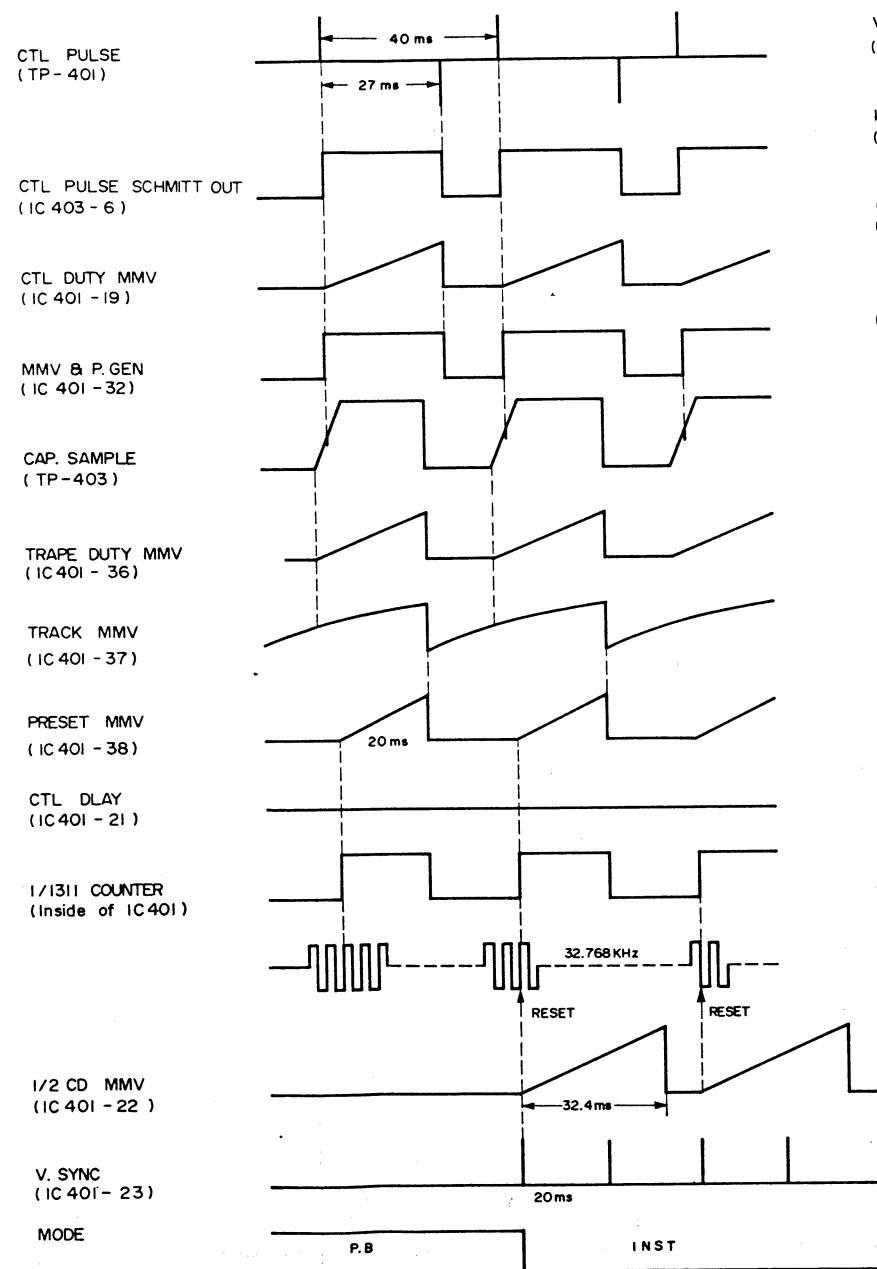 CTL PULSE
(TP-401)
40 ms
27 ms
CTL PULSE SCHMITT OUT
(IC 403-6)
CTL DUTY MMV
(IC 401-19)
MMV & P. GEN
(IC 401-32)
CAP. SAMPLE
(TP-403)
TRAPE DUTY MMV
(IC 401-36)
TRACK MMV
(IC 401-37)
PRESET MMV
(IC 401-38)
20 ms
CTL DLAY
(IC 401-21)
1/1311 COUNTER
(Inside of IC 401)
32.768 KHz
RESET
RESET
1/2 CD MMV
(IC 401-22)
32.4 ms
V. SYNC
(IC 401-23)
20 ms
MODE
P.B
INST